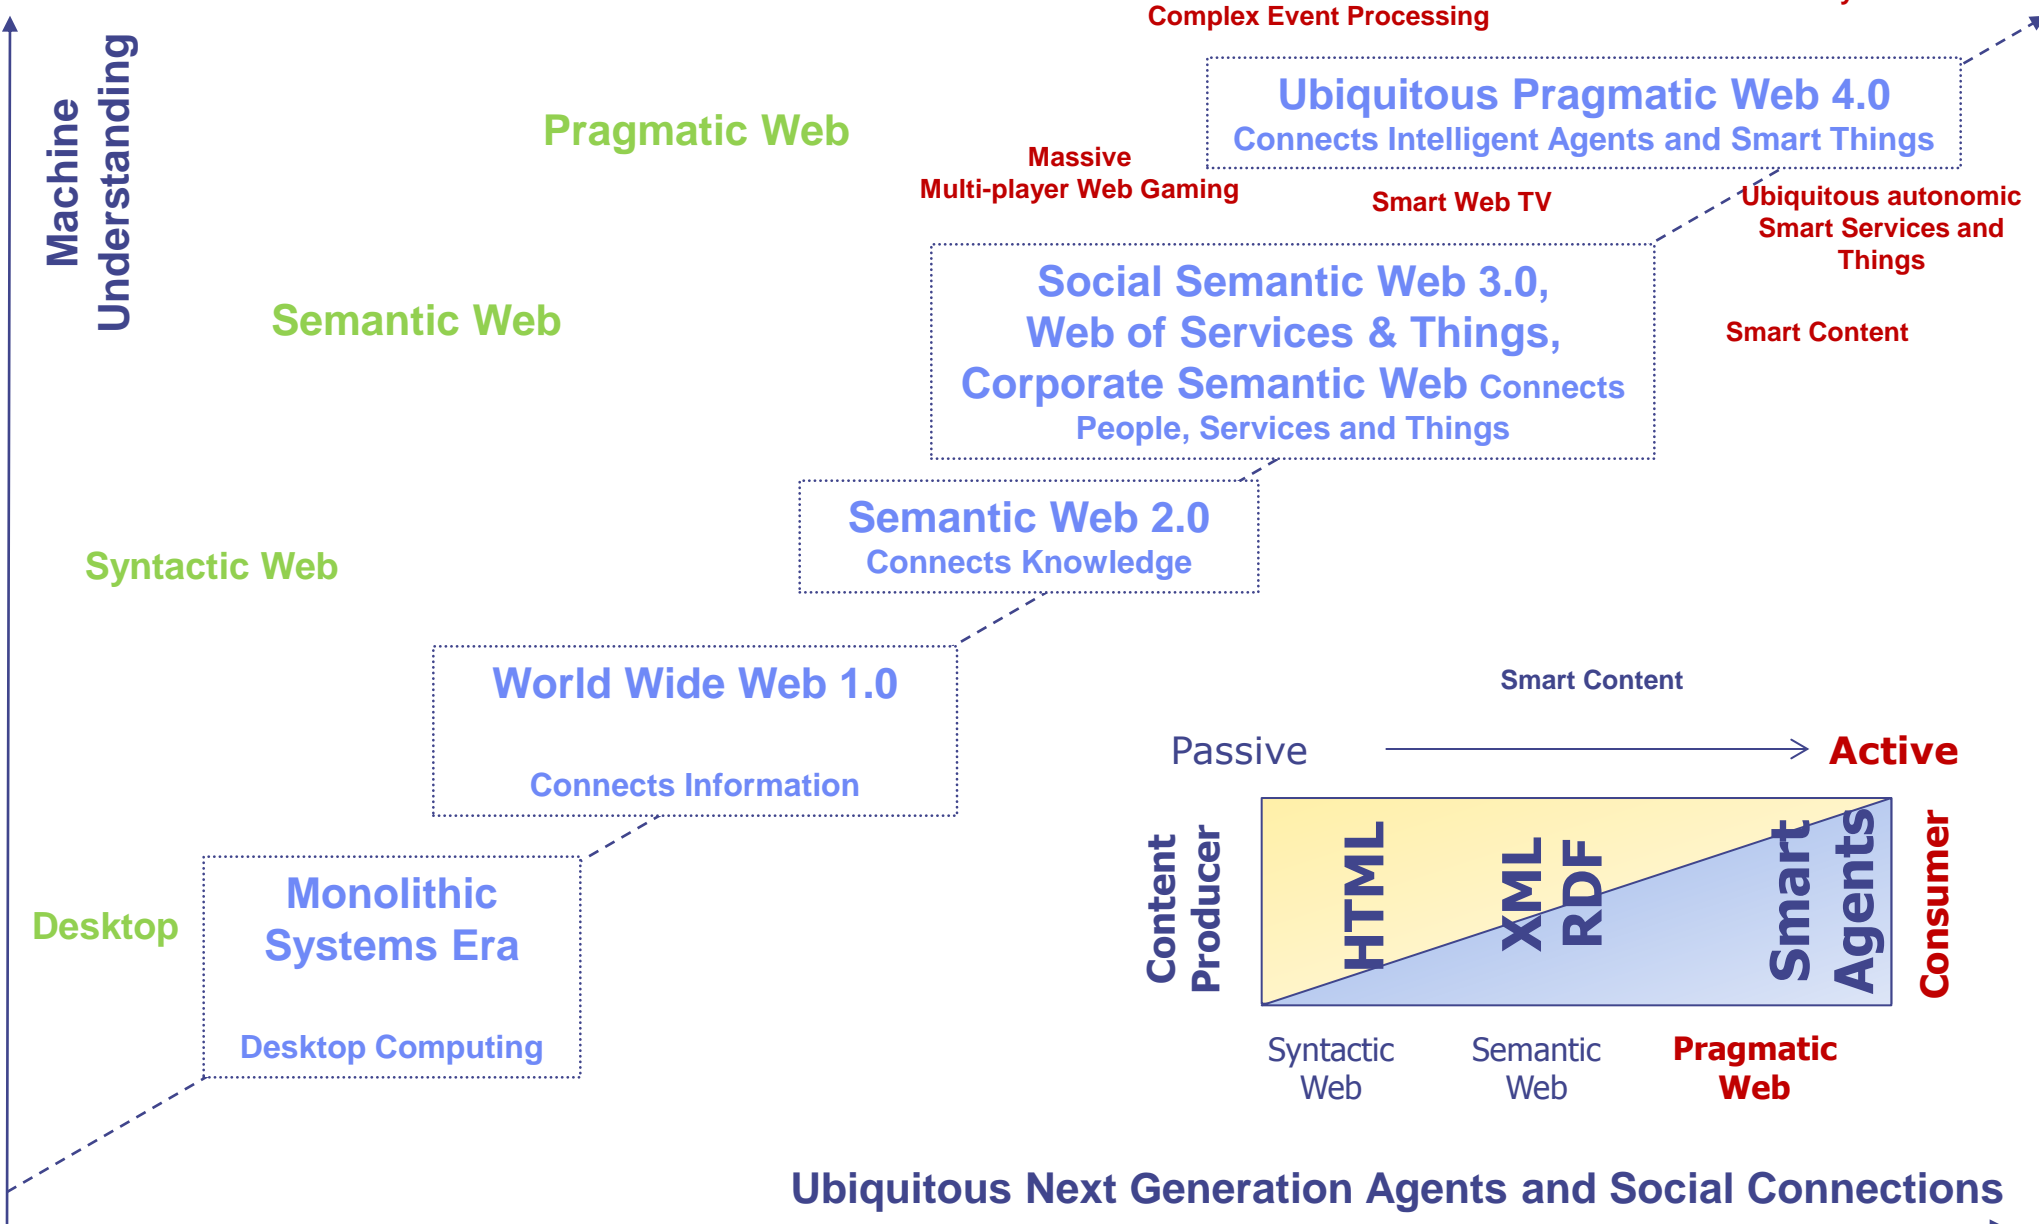 Complex Event Processing
Machine
Understanding
Ubiquitous Pragmatic Web 4.0
Connects Intelligent Agents and Smart Things
Pragmatic Web
Massive
Multi-player Web Gaming
Smart Web TV
Ubiquitous autonomic
Smart Services and
Things
Social Semantic Web 3.0,
Web of Services & Things,
Corporate Semantic Web Connects
People, Services and Things
Semantic Web
Smart Content
Semantic Web 2.0
Connects Knowledge
Syntactic Web
World Wide Web 1.0
Connects Information
Smart Content
Passive
Active
Content
Producer
HTML
XML
RDF
Smart
Agents
Consumer
Desktop
Monolithic
Systems Era
Desktop Computing
Syntactic
Web
Semantic
Web
Pragmatic
Web
Ubiquitous Next Generation Agents and Social Connections